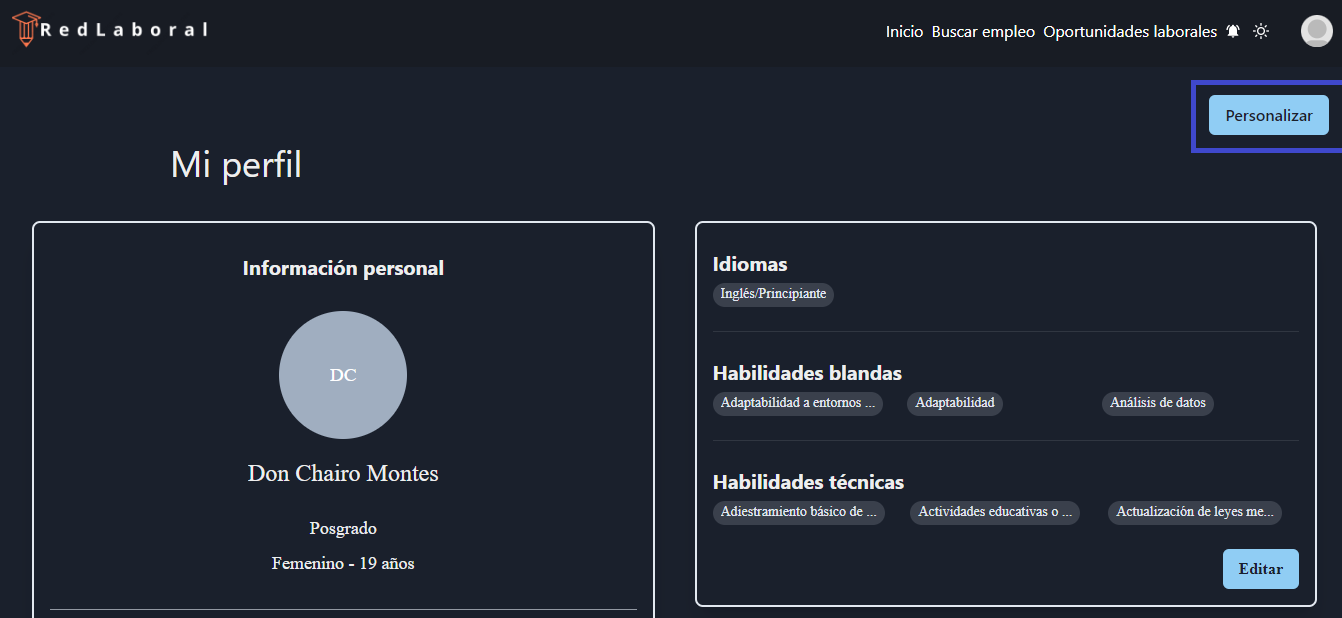 RedLaboral
Inicio Buscar empleo Oportunidades laborales
Personalizar
Mi perfil
Información personal
DC
Don Chairo Montes
Posgrado
Femenino - 19 años
Idiomas
Inglés/Principiante
Habilidades blandas
Adaptabilidad a entornos ... Adaptabilidad Análisis de datos
Habilidades técnicas
Adiestramiento básico de ... Actividades educativas o ... Actualización de leyes me...
Editar